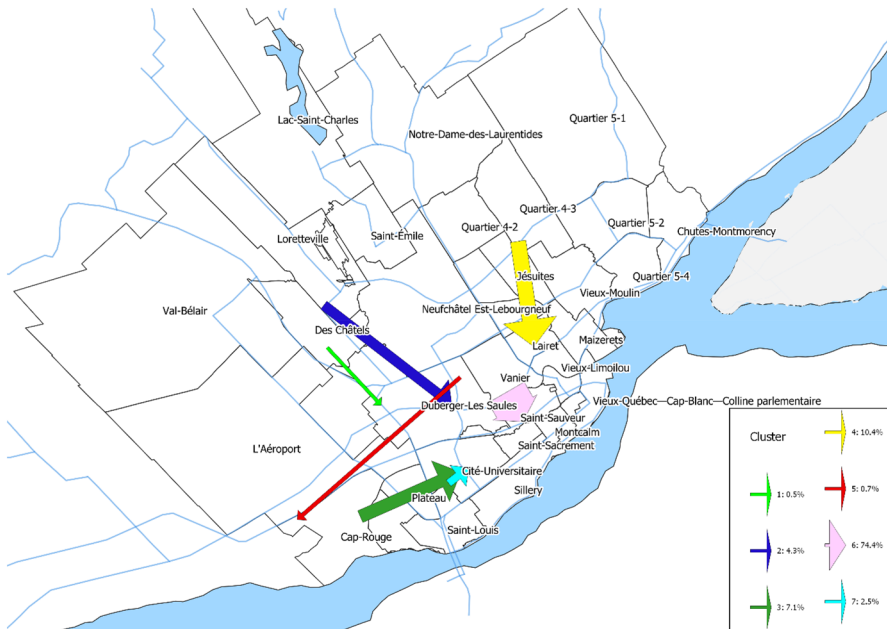 Lac-Saint-Charles
Quartier 5-1
Notre-Dame-des-Laurentides
Quartier 4-3
Quartier 5-2
Quartier 4-2
Chutes-Montmorency
Saint-Émile
Loretteville
Jésuites
Quartier 5-4
Vieux-Moulin
Val-Bélair
Neufchâtel Est-Lebourgneuf
Des Châtels
Maizerets
Lairet
Vieux-Limoilou
Vanier
Vieux-Québec—Cap-Blanc—Colline parlementaire
Duberger-Les Saules
Saint-Sauveur
Montcalm
Saint-Sacrement
L'Aéroport
Cité-Universitaire
Sillery
Plateau
Saint-Louis
Cap-Rouge
Cluster
4: 10.4%
1: 0.5%
5: 0.7%
2: 4.3%
6: 74.4%
3: 7.1%
7: 2.5%